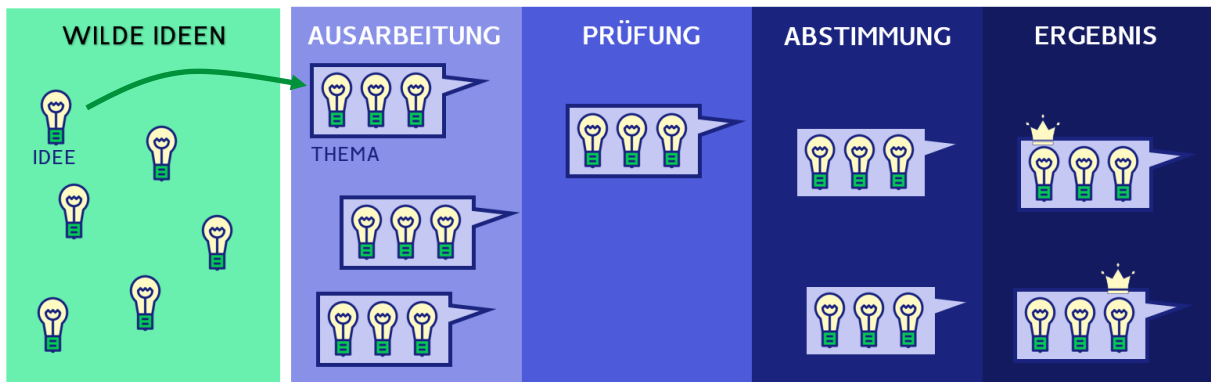 WILDE IDEEN
AUSARBEITUNG
PRÜFUNG
ABSTIMMUNG
ERGEBNIS
IDEE
THEMA